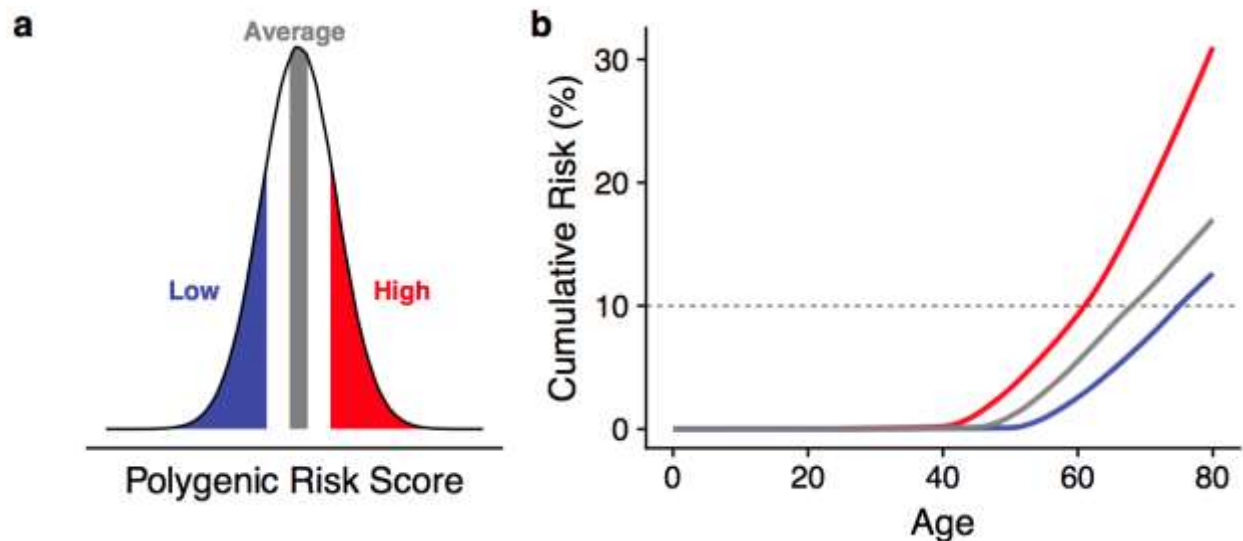 a
Average
Low
High
Polygenic Risk Score
b
Cumulative Risk (%)
30
20
10
0
0 20 40 60 80
Age